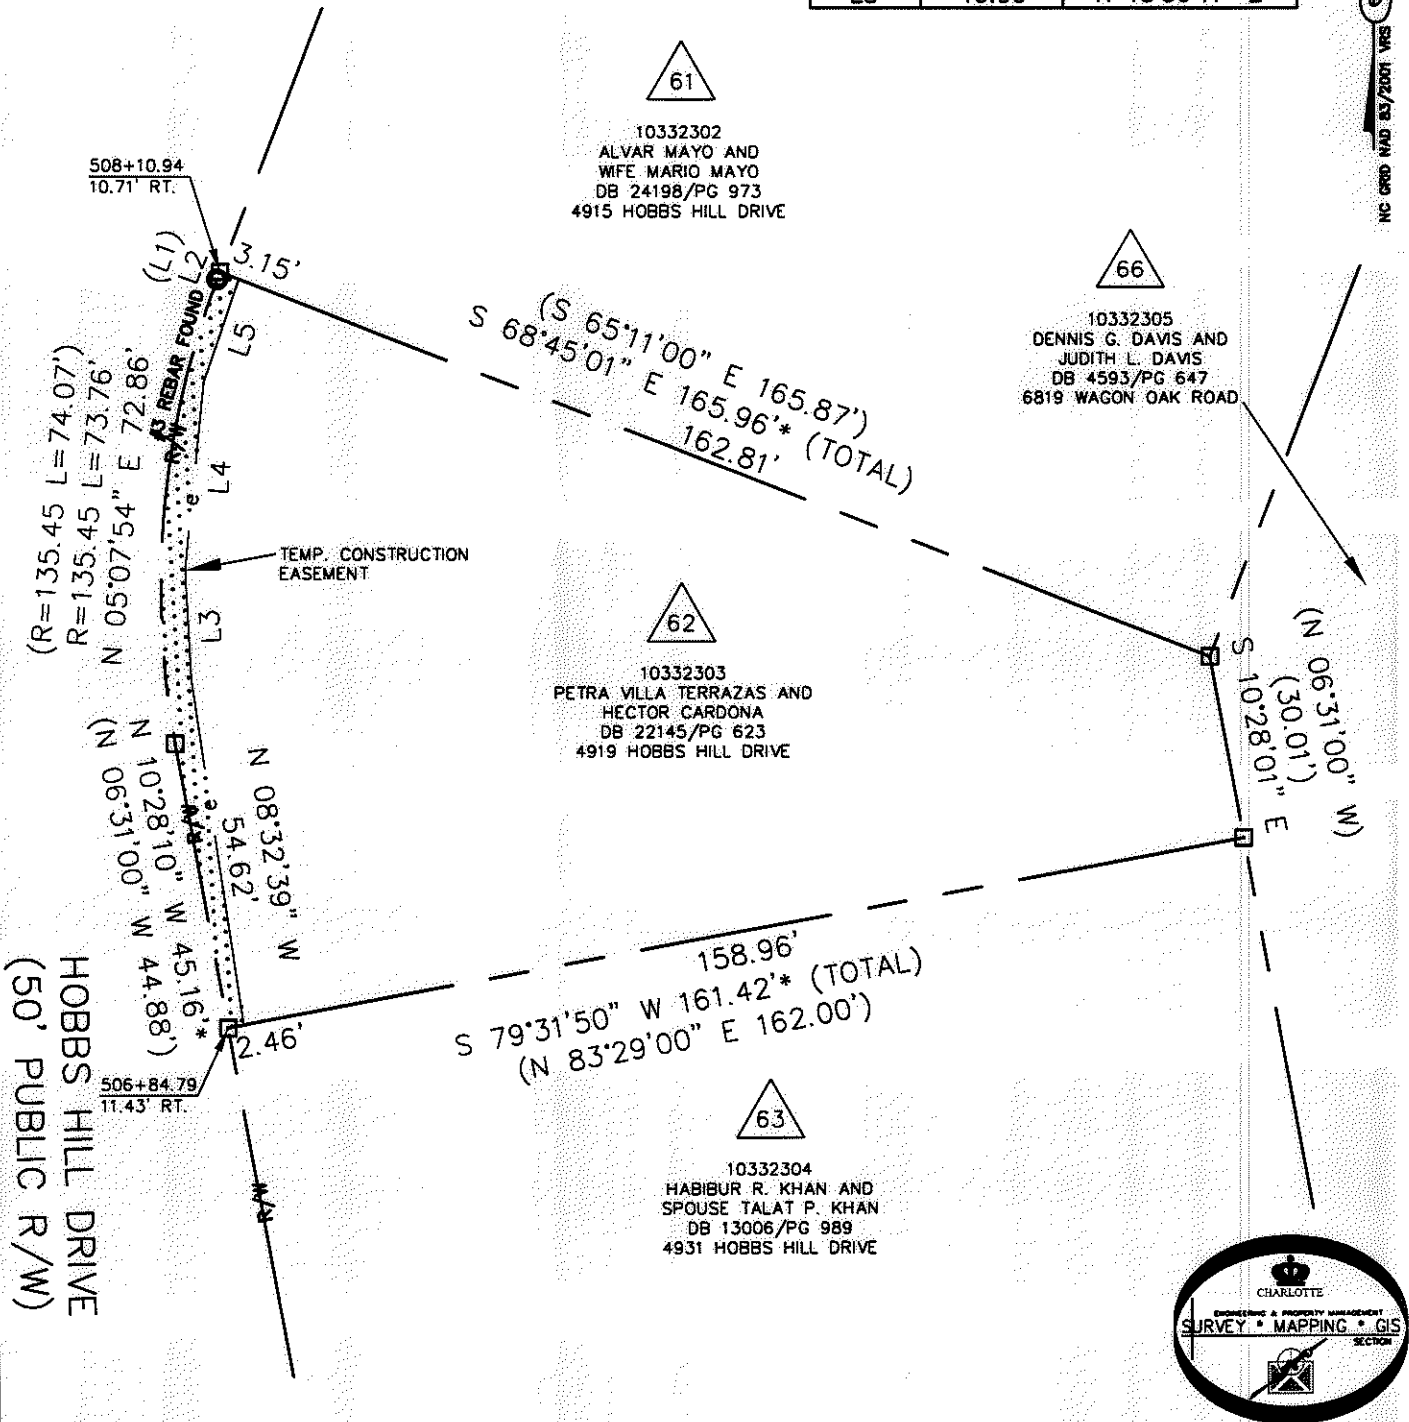 NC GRID NAD 83/2001 VRS
61
10332302
ALVAR MAYO AND
WIFE MARIO MAYO
DB 24198/PG 973
4915 HOBBS HILL DRIVE
508+10.94
10.71' RT.
66
10332305
DENNIS G. DAVIS AND
JUDITH L. DAVIS
DB 4593/PG 647
6819 WAGON OAK ROAD
(L1)
L2
3.15'
#3 REBAR FOUND
R/W
L5
L4
e
L3
(S 65°11'00" E 165.87')
S 68°45'01" E 165.96'* (TOTAL)
162.81'
(R=135.45 L=74.07')
R=135.45 L=73.76'
N 05°07'54" E 72.86'
TEMP. CONSTRUCTION
EASEMENT
62
10332303
PETRA VILLA TERRAZAS AND
HECTOR CARDONA
DB 22145/PG 623
4919 HOBBS HILL DRIVE
(N 06°31'00" W)
(30.01')
S 10°28'01" E
N 08°32'39" W
54.62'
e
R/W
N 10°28'10" W 45.16'*
(N 06°31'00" W 44.88')
158.96'
S 79°31'50" W 161.42'* (TOTAL)
(N 83°29'00" E 162.00')
2.46'
506+84.79
11.43' RT.
63
10332304
HABIBUR R. KHAN AND
SPOUSE TALAT P. KHAN
DB 13006/PG 989
4931 HOBBS HILL DRIVE
R/W
HOBBS HILL DRIVE
(50' PUBLIC R/W)
CHARLOTTE
ENGINEERING & PROPERTY MANAGEMENT
SURVEY * MAPPING * GIS
SECTION